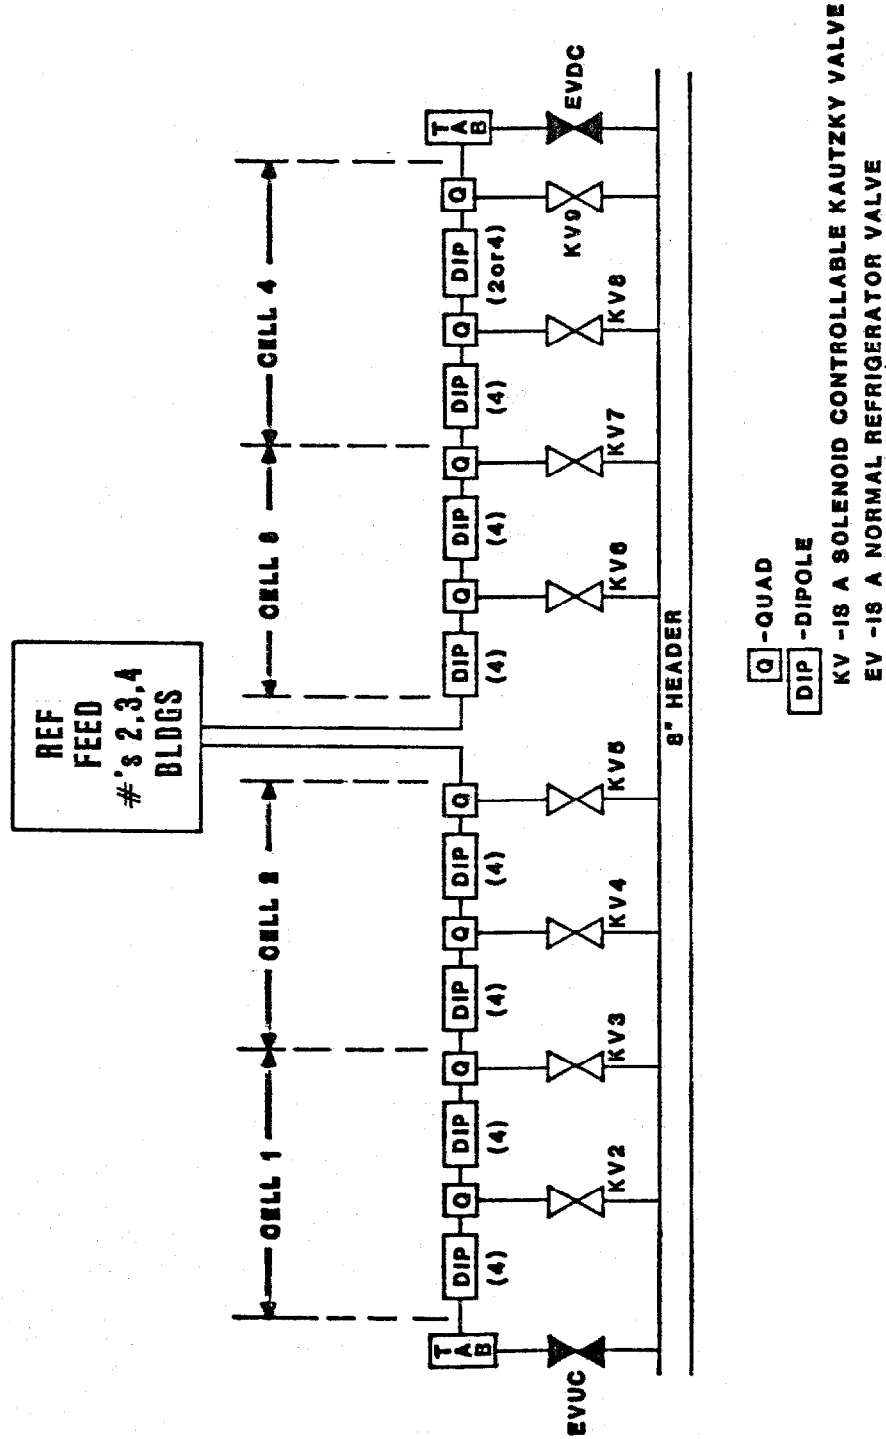 REF
FEED
#'s 2,3,4
BLDGS
CELL 1
CELL 2
CELL 3
CELL 4
TAB
DIP
Q
DIP
Q
DIP
Q
DIP
Q
DIP
Q
DIP
Q
DIP
Q
DIP
Q
TAB
(4)
(4)
(4)
(4)
(4)
(4)
(4)
(2or4)
EVUC
KV2
KV3
KV4
KV5
KV6
KV7
KV8
KV9
EVDC
8" HEADER
Q -QUAD
DIP -DIPOLE
KV -IS A SOLENOID CONTROLLABLE KAUTZKY VALVE
EV -IS A NORMAL REFRIGERATOR VALVE